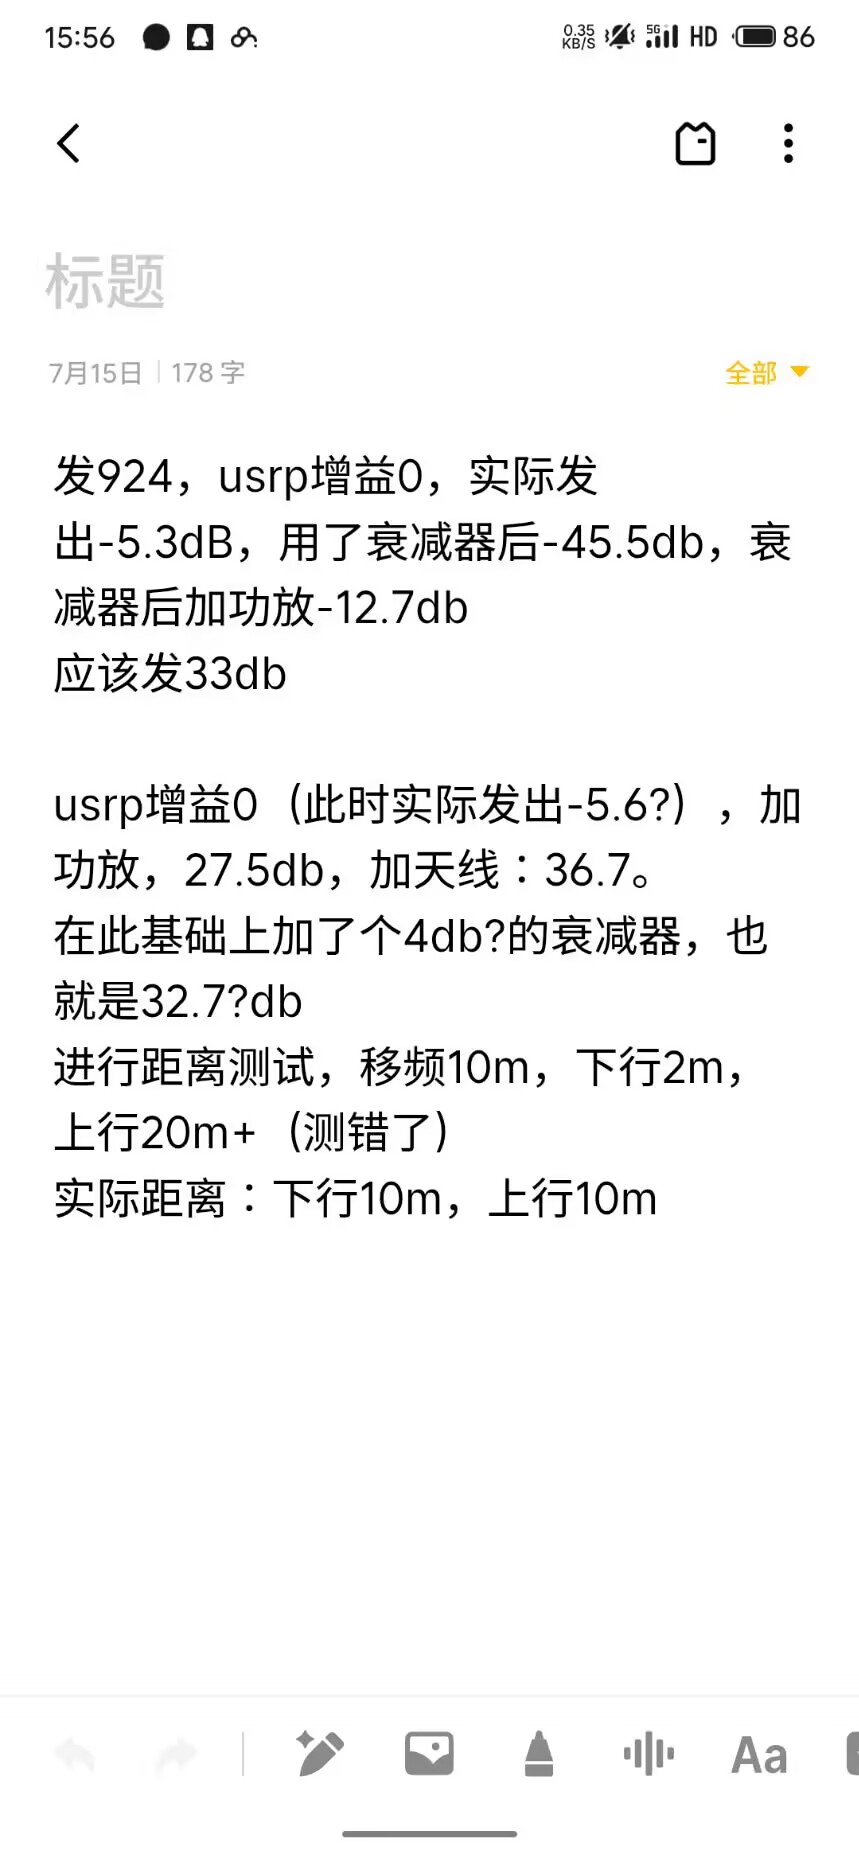 15:56
0.35
KB/S
5G
HD
86
标题
7月15日 | 178 字
全部
发924，usrp增益0，实际发
出-5.3dB，用了衰减器后-45.5db，衰
减器后加功放-12.7db
应该发33db
usrp增益0（此时实际发出-5.6?），加
功放，27.5db，加天线：36.7。
在此基础上加了个4db?的衰减器，也
就是32.7?db
进行距离测试，移频10m，下行2m，
上行20m+（测错了）
实际距离：下行10m，上行10m
Aa